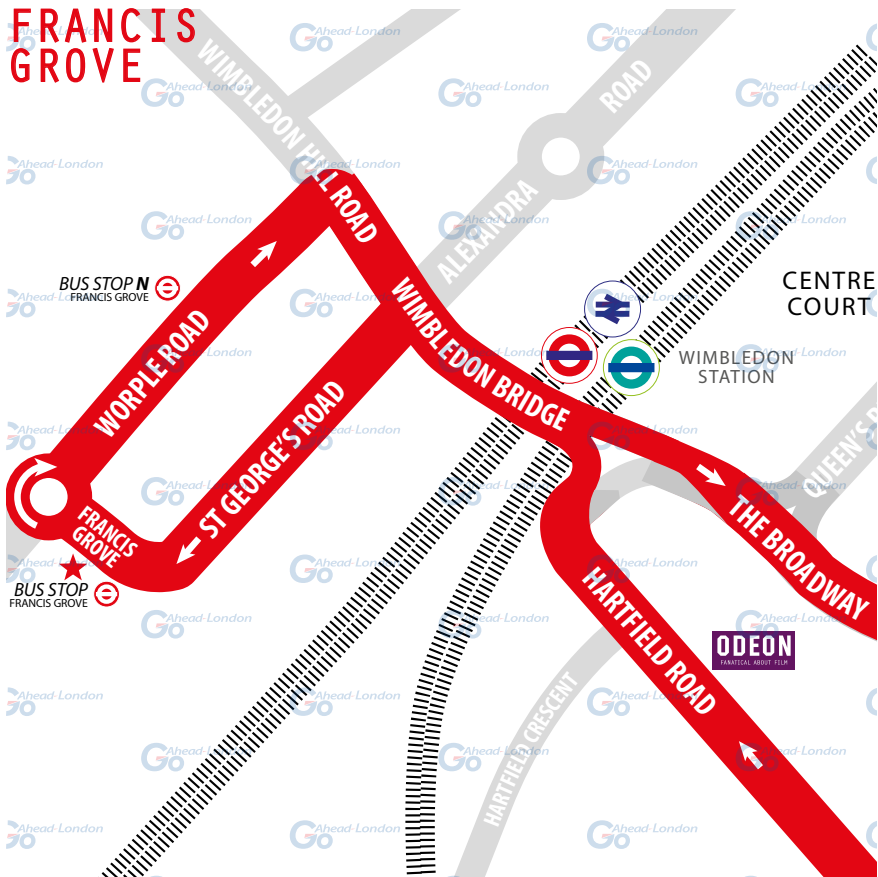 FRANCIS
GROVE
WIMBLEDON HILL ROAD
ALEXANDRA
ROAD
BUS STOP N
FRANCIS GROVE
CENTRE
COURT
WORPLE ROAD
WIMBLEDON BRIDGE
WIMBLEDON
STATION
ST GEORGE'S ROAD
QUEEN'S R
FRANCIS
GROVE
THE BROADWAY
BUS STOP
FRANCIS GROVE
HARTFIELD ROAD
ODEON
FANATICAL ABOUT FILM
HARTFIELD CRESCENT
Go Ahead-London